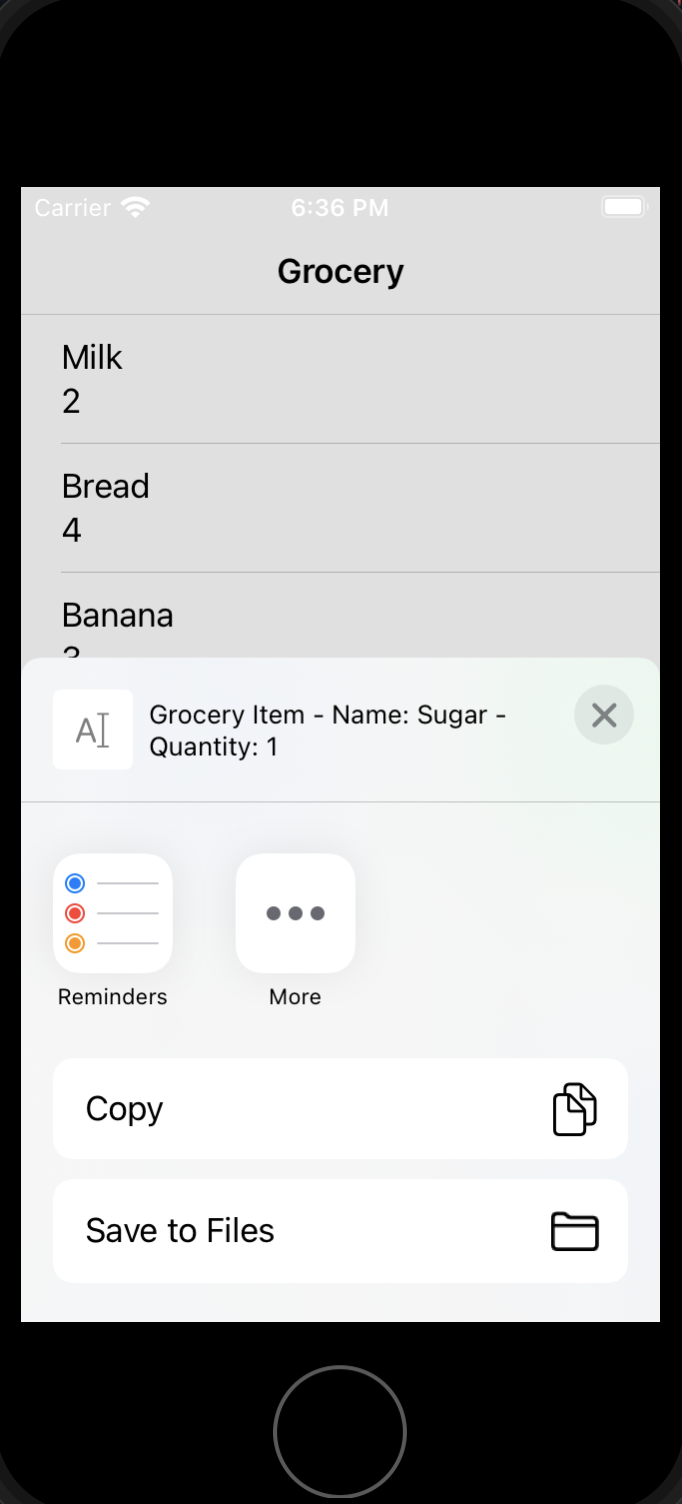 Carrier 6:36 PM
Grocery
Milk
2
Bread
4
Banana
Grocery Item - Name: Sugar -
Quantity: 1
Reminders
More
Copy
Save to Files